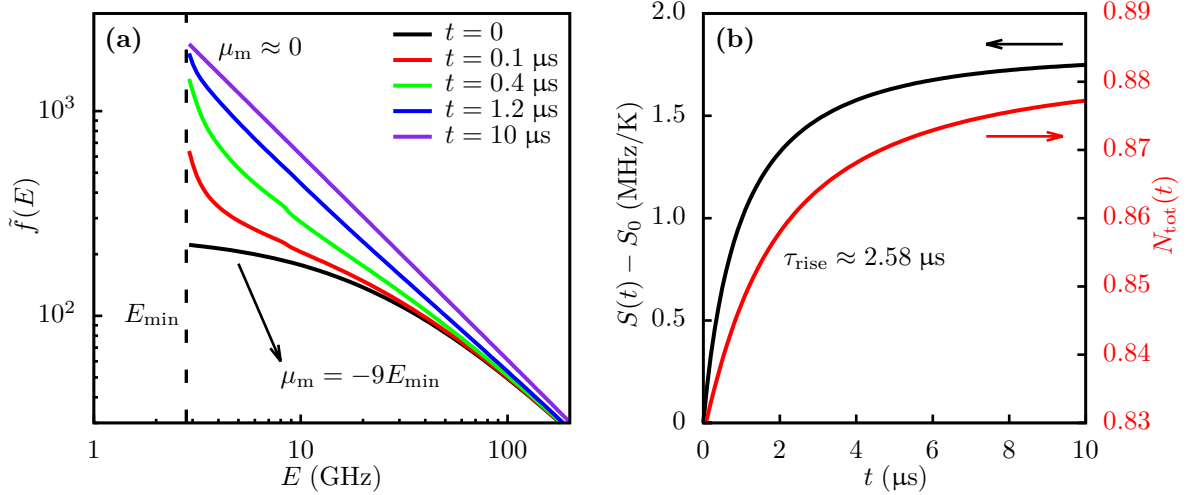 (a)
μm ≈ 0
t = 0
t = 0.1 μs
t = 0.4 μs
t = 1.2 μs
t = 10 μs
10³
10²
f̃(E)
Emin
μm = −9Emin
1
10
100
E (GHz)
(b)
2.0
1.5
1.0
0.5
0
S(t) − S0 (MHz/K)
τrise ≈ 2.58 μs
0
2
4
6
8
10
t (μs)
0.89
0.88
0.87
0.86
0.85
0.84
0.83
Ntot(t)